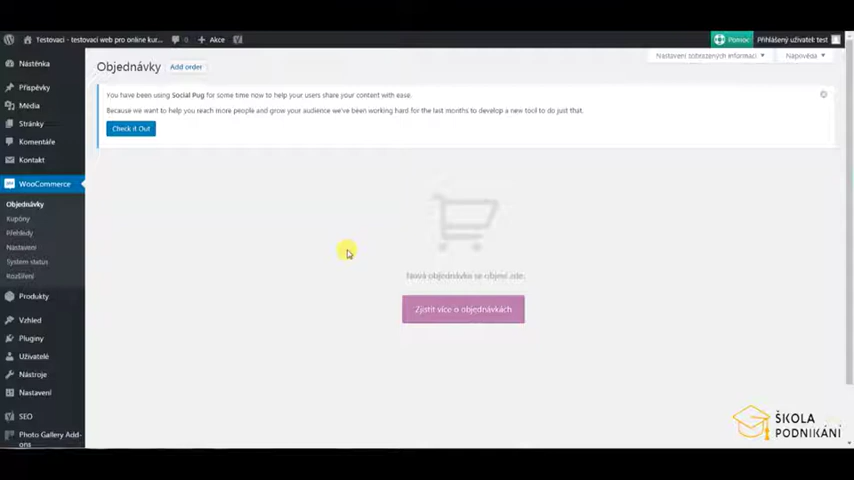 Testovací - testovací web pro online kur...
0
Akce
Pomoc
Přihlášený uživatel: test
Nástěnka
Příspěvky
Média
Stránky
Komentáře
Kontakt
WooCommerce
Objednávky
Kupóny
Přehledy
Nastavení
System status
Rozšíření
Produkty
Vzhled
Pluginy
Uživatelé
Nástroje
Nastavení
SEO
Photo Gallery Add-
ons
Nastavení zobrazených informací
Nápověda
Objednávky
Add order
You have been using Social Pug for some time now to help your users share your content with ease.
Because we want to help you reach more people and grow your audience we've been working hard for the last months to develop a new tool to do just that.
Check it Out
Nová objednávka se objeví zde.
Zjistit více o objednávkách
ŠKOLA
PODNIKÁNÍ